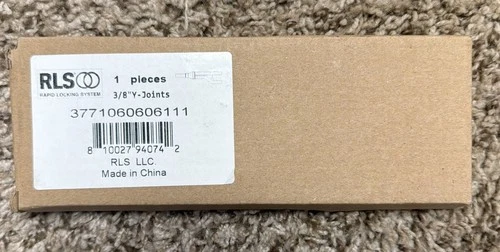 RLS 1 pieces
RAPID LOCKING SYSTEM 3/8"Y-Joints
3771060606111
8 10027 94074 2
RLS LLC.
Made in China